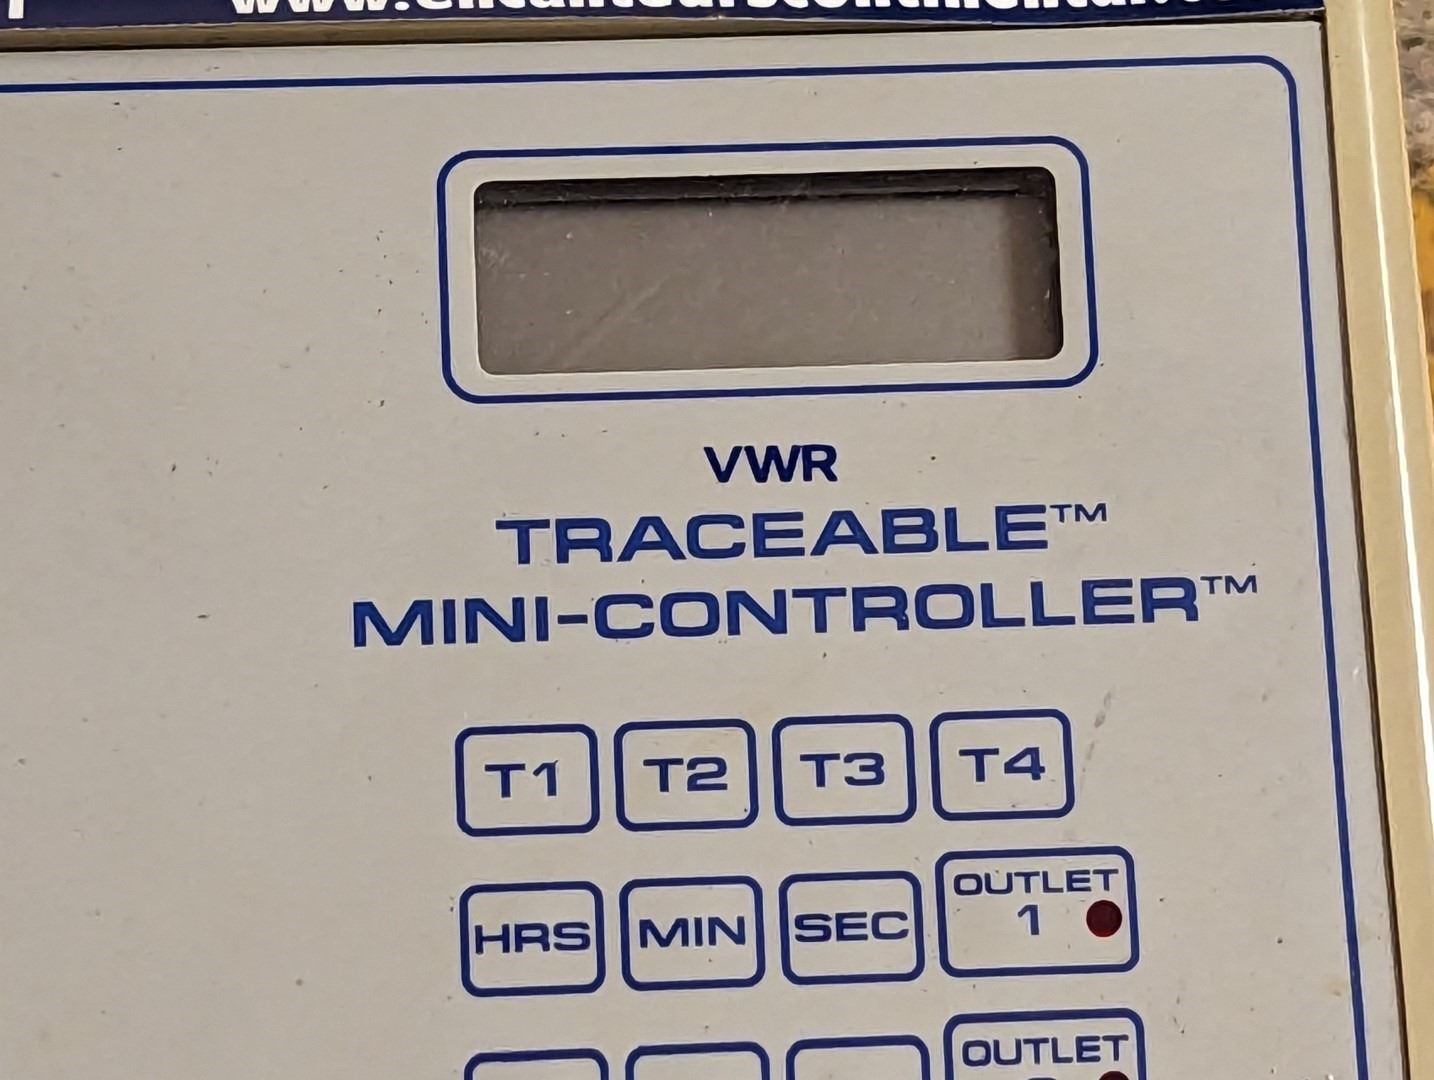 VWR
TRACEABLE™
MINI-CONTROLLER™
T1 T2 T3 T4
HRS MIN SEC OUTLET 1
OUTLET